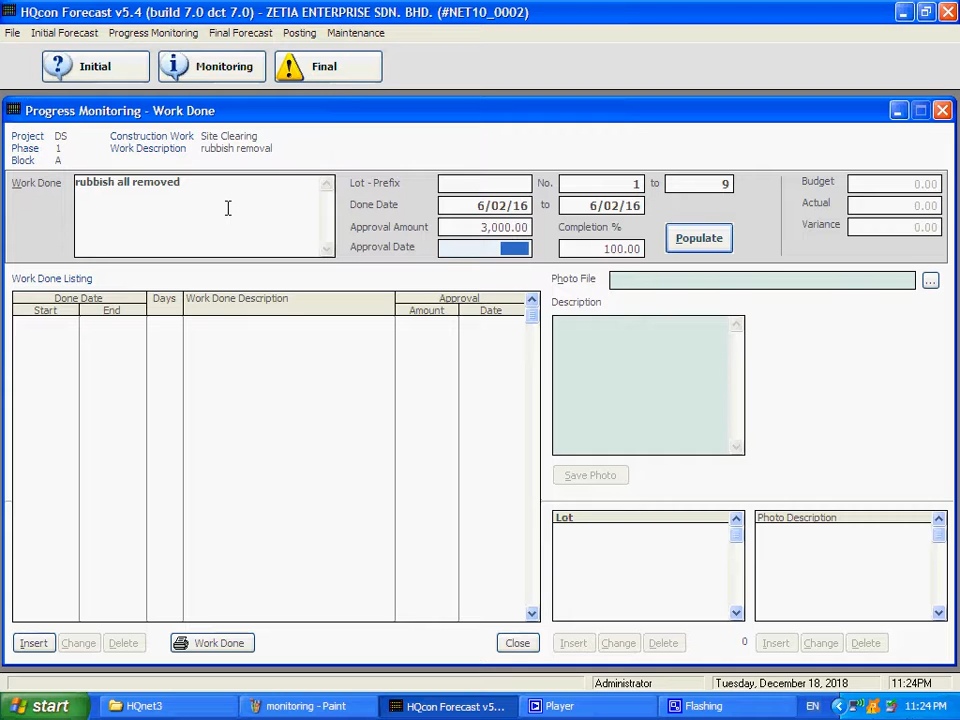 HQcon Forecast v5.4 (build 7.0 dct 7.0) - ZETIA ENTERPRISE SDN. BHD. (#NET10_0002)
File Initial Forecast Progress Monitoring Final Forecast Posting Maintenance
Initial Monitoring Final
Progress Monitoring - Work Done
Project DS Construction Work Site Clearing
Phase 1 Work Description rubbish removal
Block A
Work Done rubbish all removed Lot - Prefix No. 1 to 9 Budget 0.00
Done Date 6/02/16 to 6/02/16 Actual 0.00
Approval Amount 3,000.00 Completion % Populate Variance 0.00
Approval Date 100.00
Work Done Listing Photo File ...
Done Date Days Work Done Description Approval Description
Start End Amount Date
Save Photo
Lot Photo Description
Insert Change Delete Work Done Close Insert Change Delete 0 Insert Change Delete
Administrator Tuesday, December 18, 2018 11:24PM
start HQnet3 monitoring - Paint HQcon Forecast v5... Player Flashing EN 11:24 PM